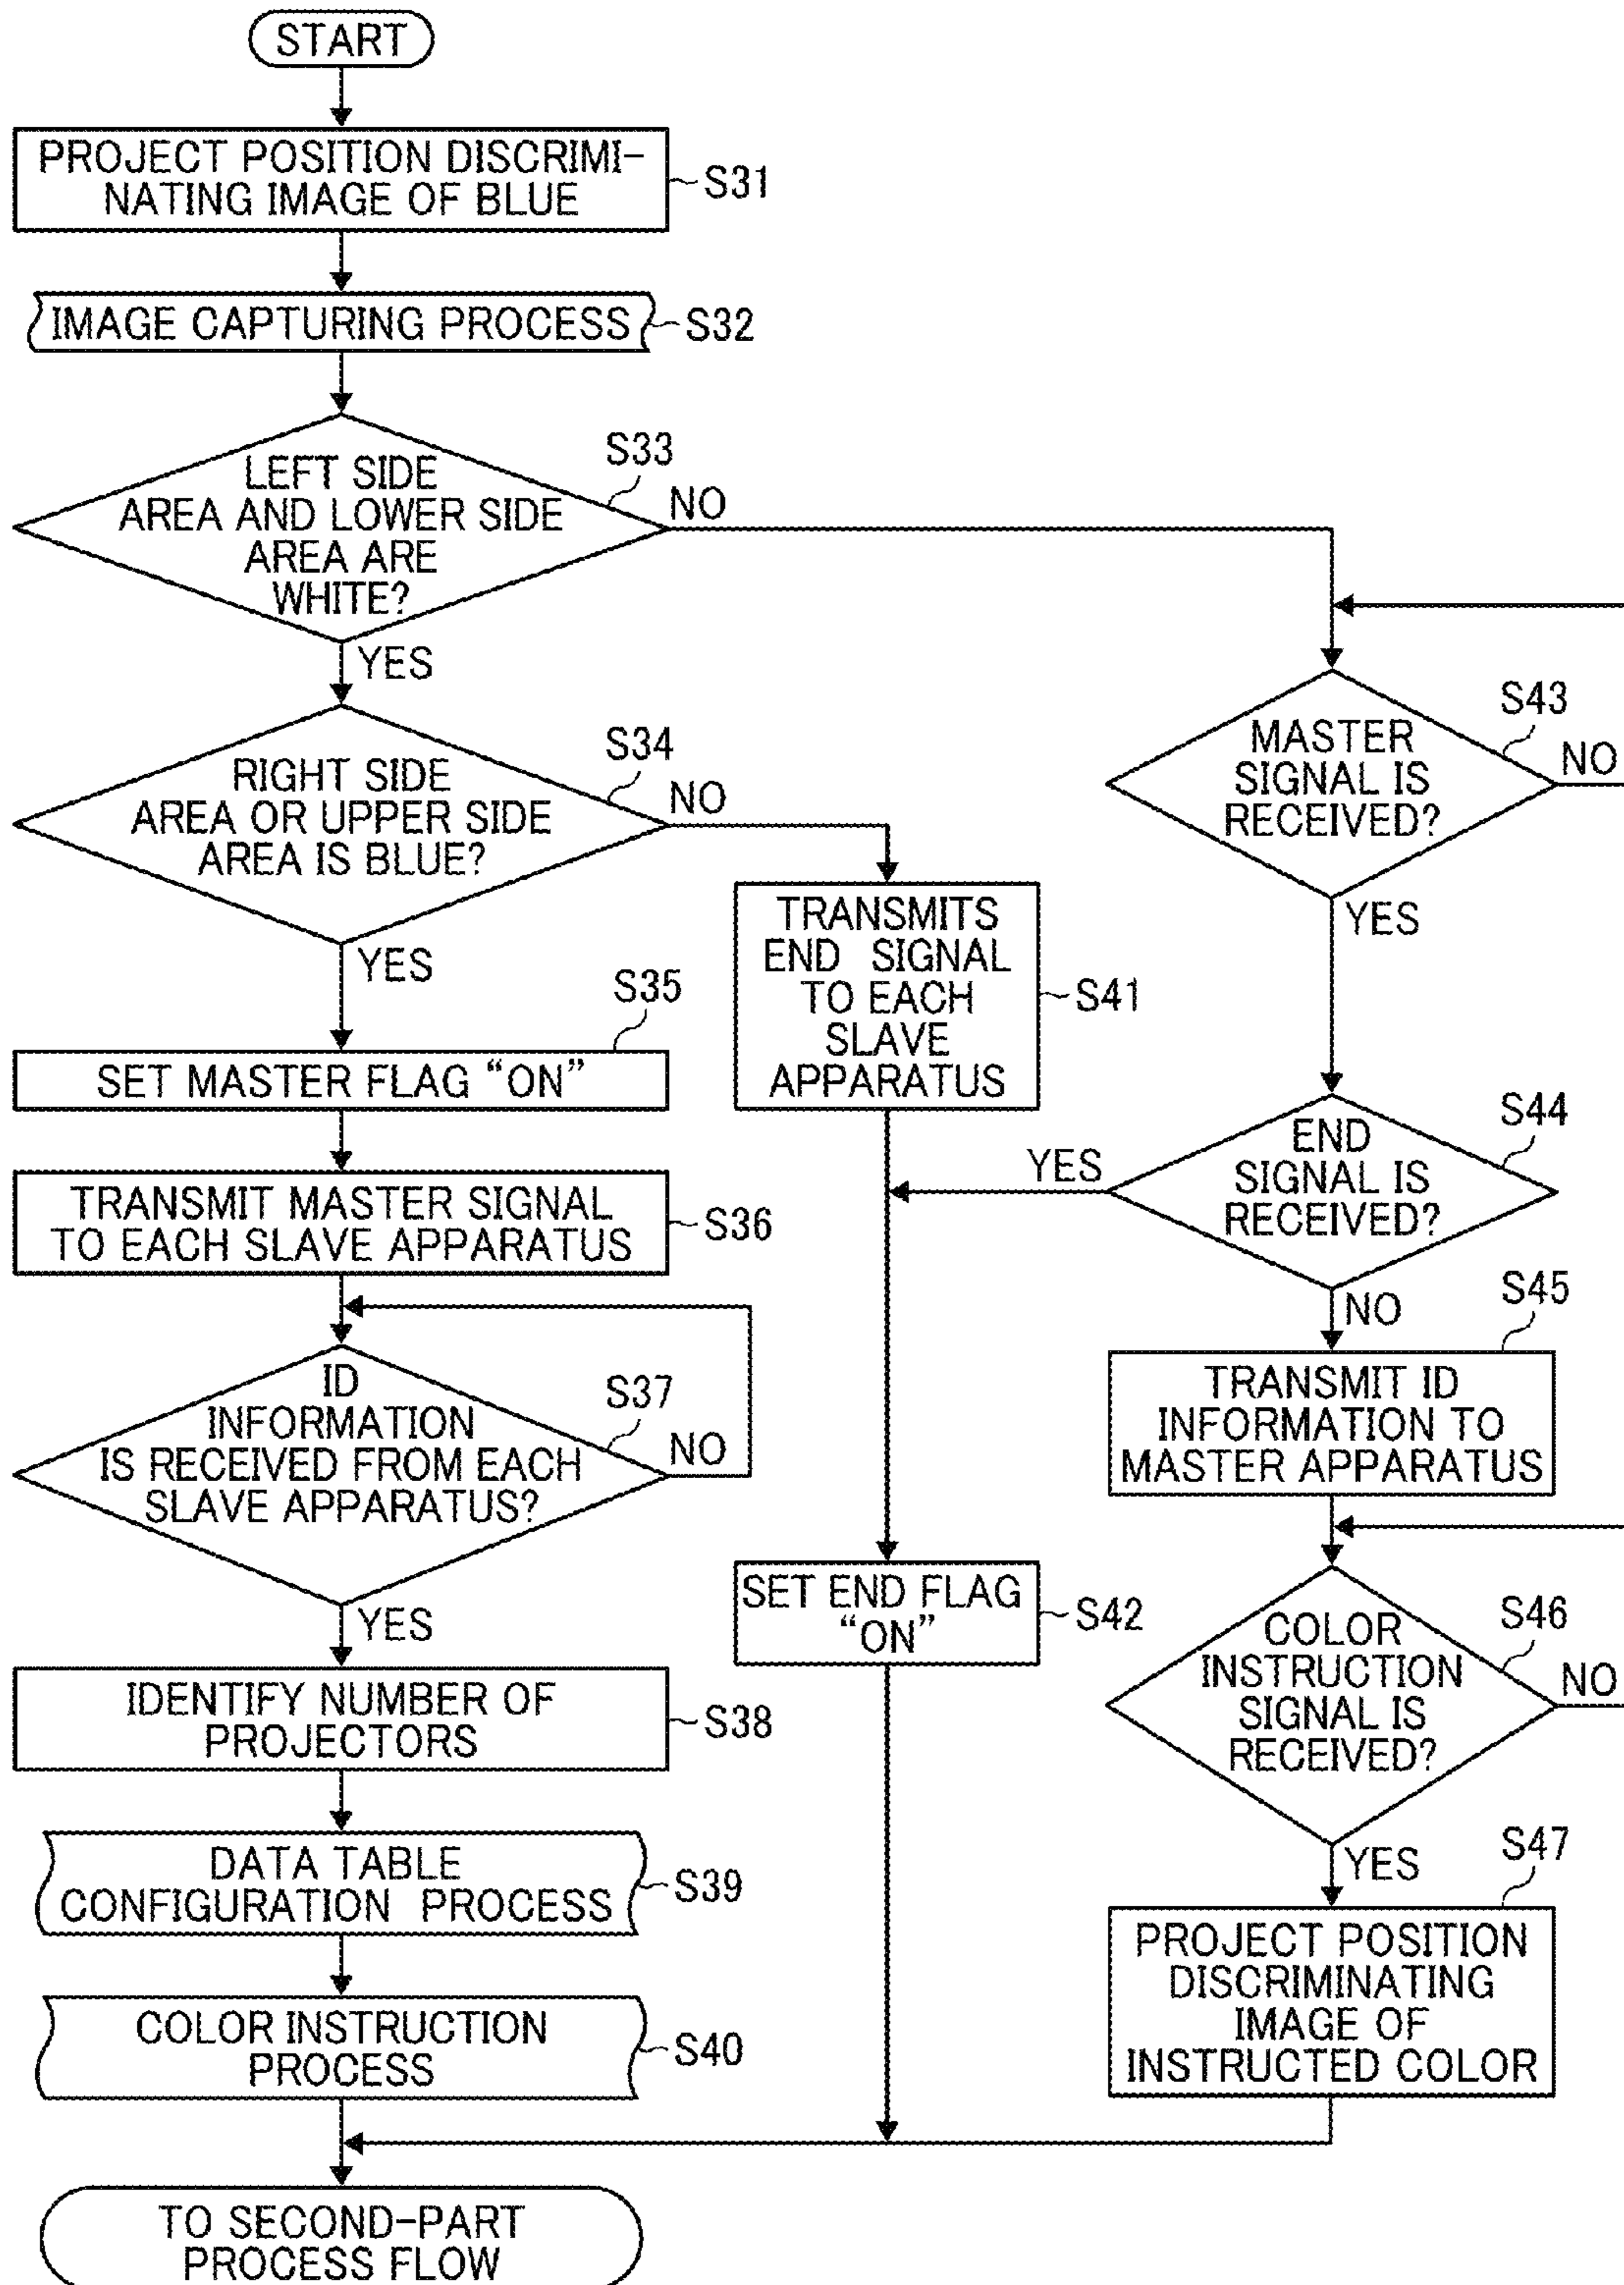 START
PROJECT POSITION DISCRIMI-
NATING IMAGE OF BLUE
S31
IMAGE CAPTURING PROCESS
S32
LEFT SIDE
AREA AND LOWER SIDE
AREA ARE
WHITE?
S33
NO
YES
RIGHT SIDE
AREA OR UPPER SIDE
AREA IS BLUE?
S34
NO
YES
SET MASTER FLAG “ON”
S35
TRANSMIT MASTER SIGNAL
TO EACH SLAVE APPARATUS
S36
ID
INFORMATION
IS RECEIVED FROM EACH
SLAVE APPARATUS?
S37
NO
YES
IDENTIFY NUMBER OF
PROJECTORS
S38
DATA TABLE
CONFIGURATION PROCESS
S39
COLOR INSTRUCTION
PROCESS
S40
TO SECOND-PART
PROCESS FLOW
TRANSMITS
END SIGNAL
TO EACH
SLAVE
APPARATUS
S41
SET END FLAG
“ON”
S42
MASTER
SIGNAL IS
RECEIVED?
S43
NO
YES
END
SIGNAL IS
RECEIVED?
S44
YES
NO
TRANSMIT ID
INFORMATION TO
MASTER APPARATUS
S45
COLOR
INSTRUCTION
SIGNAL IS
RECEIVED?
S46
NO
YES
PROJECT POSITION
DISCRIMINATING
IMAGE OF
INSTRUCTED COLOR
S47